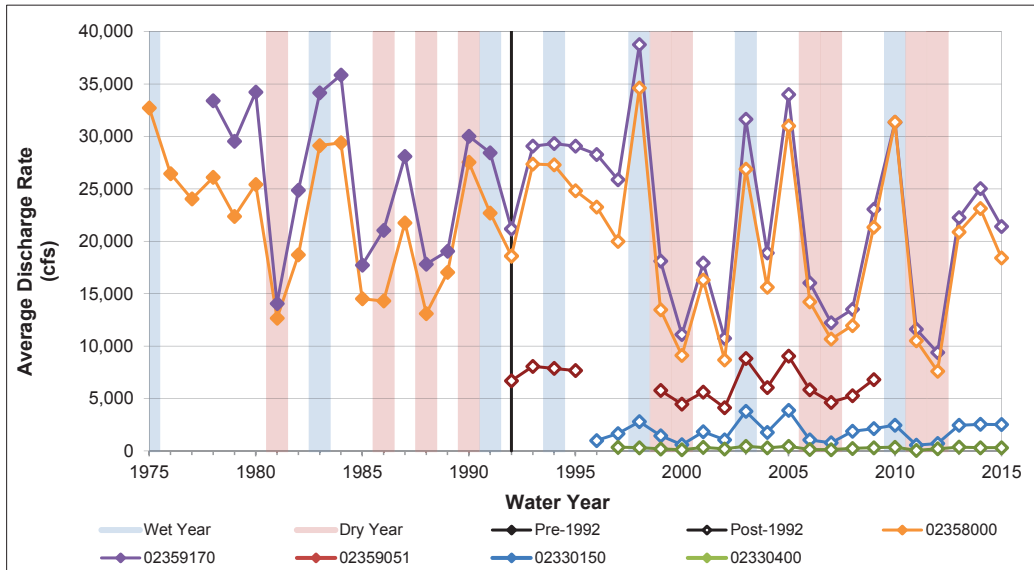 40,000
35,000
30,000
25,000
20,000
15,000
10,000
5,000
0
Average Discharge Rate
(cfs)
1975 1980 1985 1990 1995 2000 2005 2010 2015
Water Year
Wet Year Dry Year Pre-1992 Post-1992 02358000
02359170 02359051 02330150 02330400